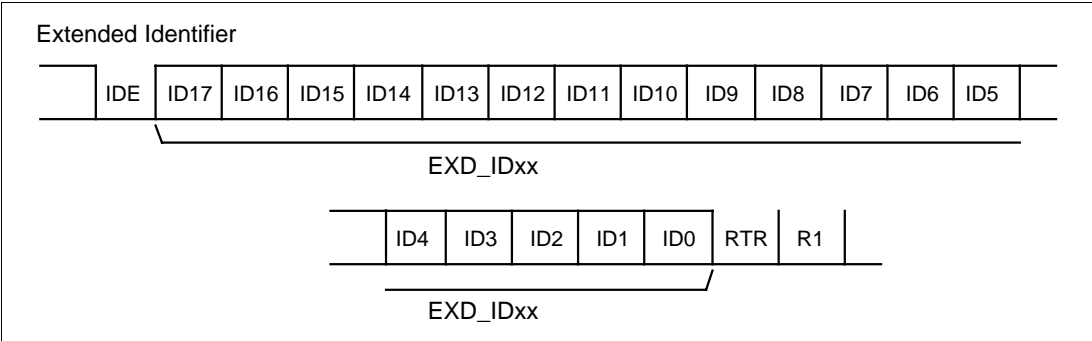 Extended Identifier
IDE ID17 ID16 ID15 ID14 ID13 ID12 ID11 ID10 ID9 ID8 ID7 ID6 ID5
EXD_IDxx
ID4 ID3 ID2 ID1 ID0 RTR R1
EXD_IDxx